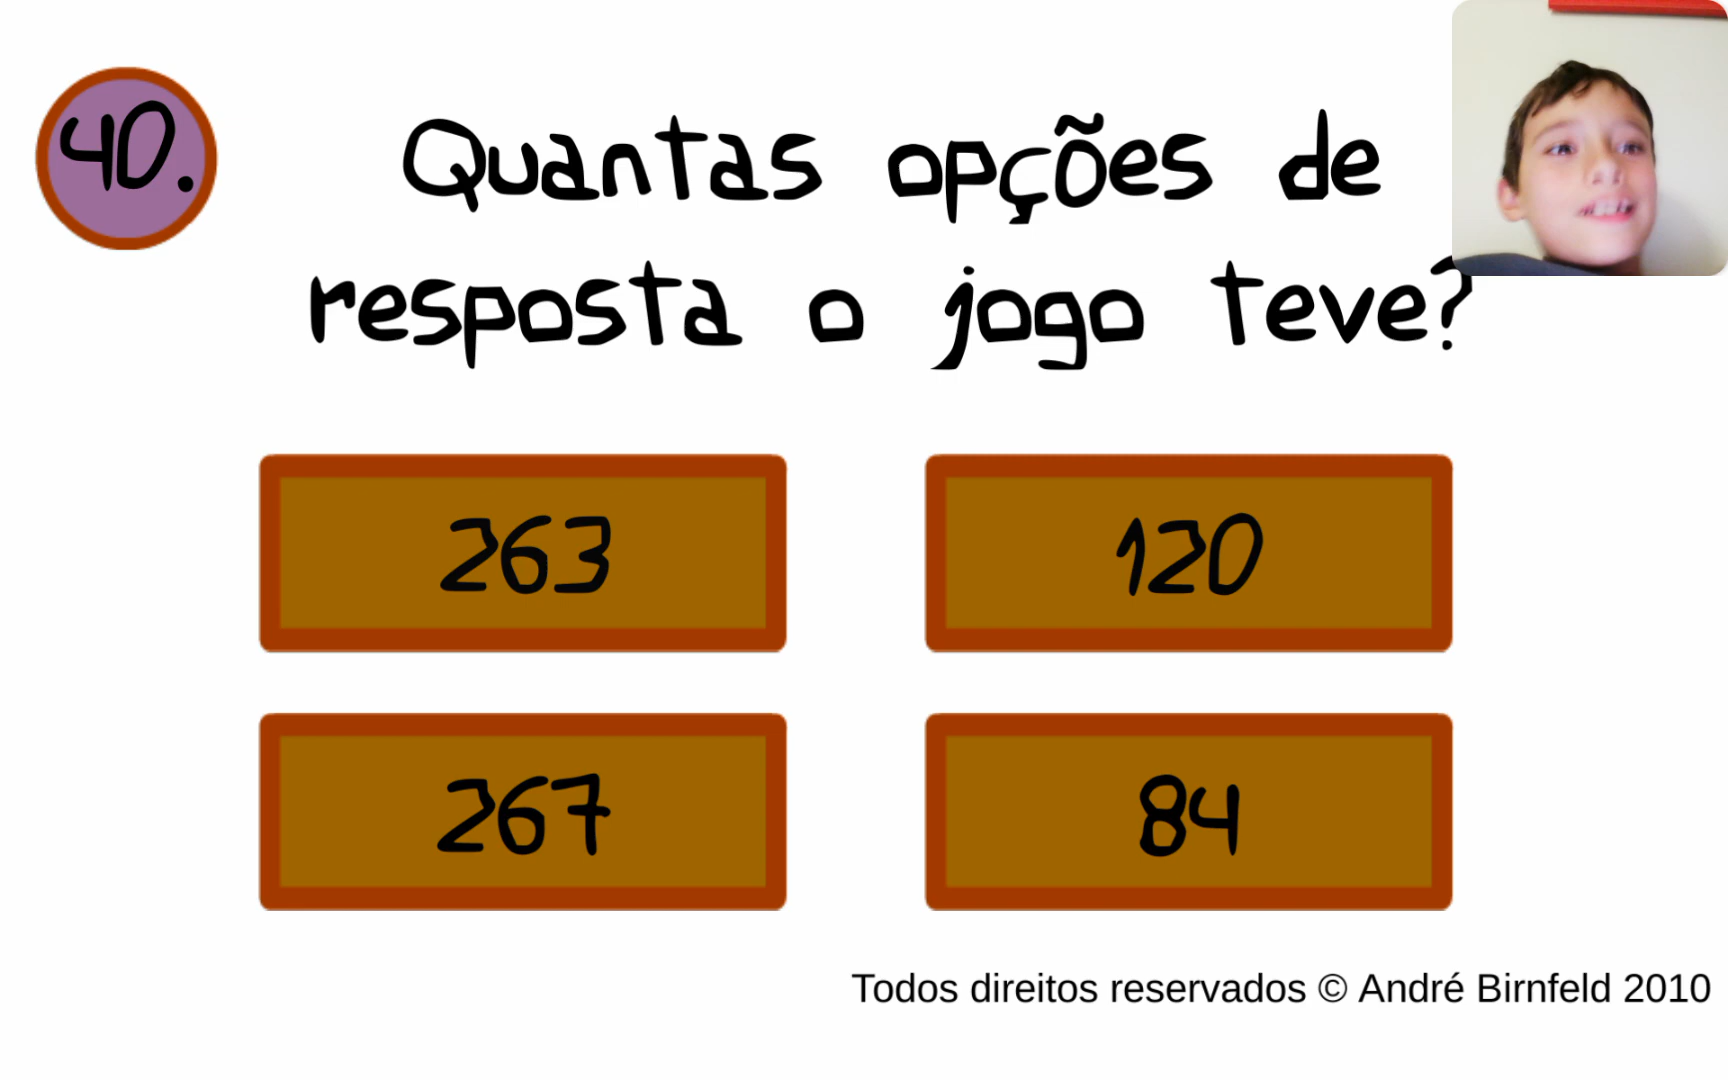 40.
Quantas opções de
resposta o jogo teve?
263
120
267
84
Todos direitos reservados © André Birnfeld 2010